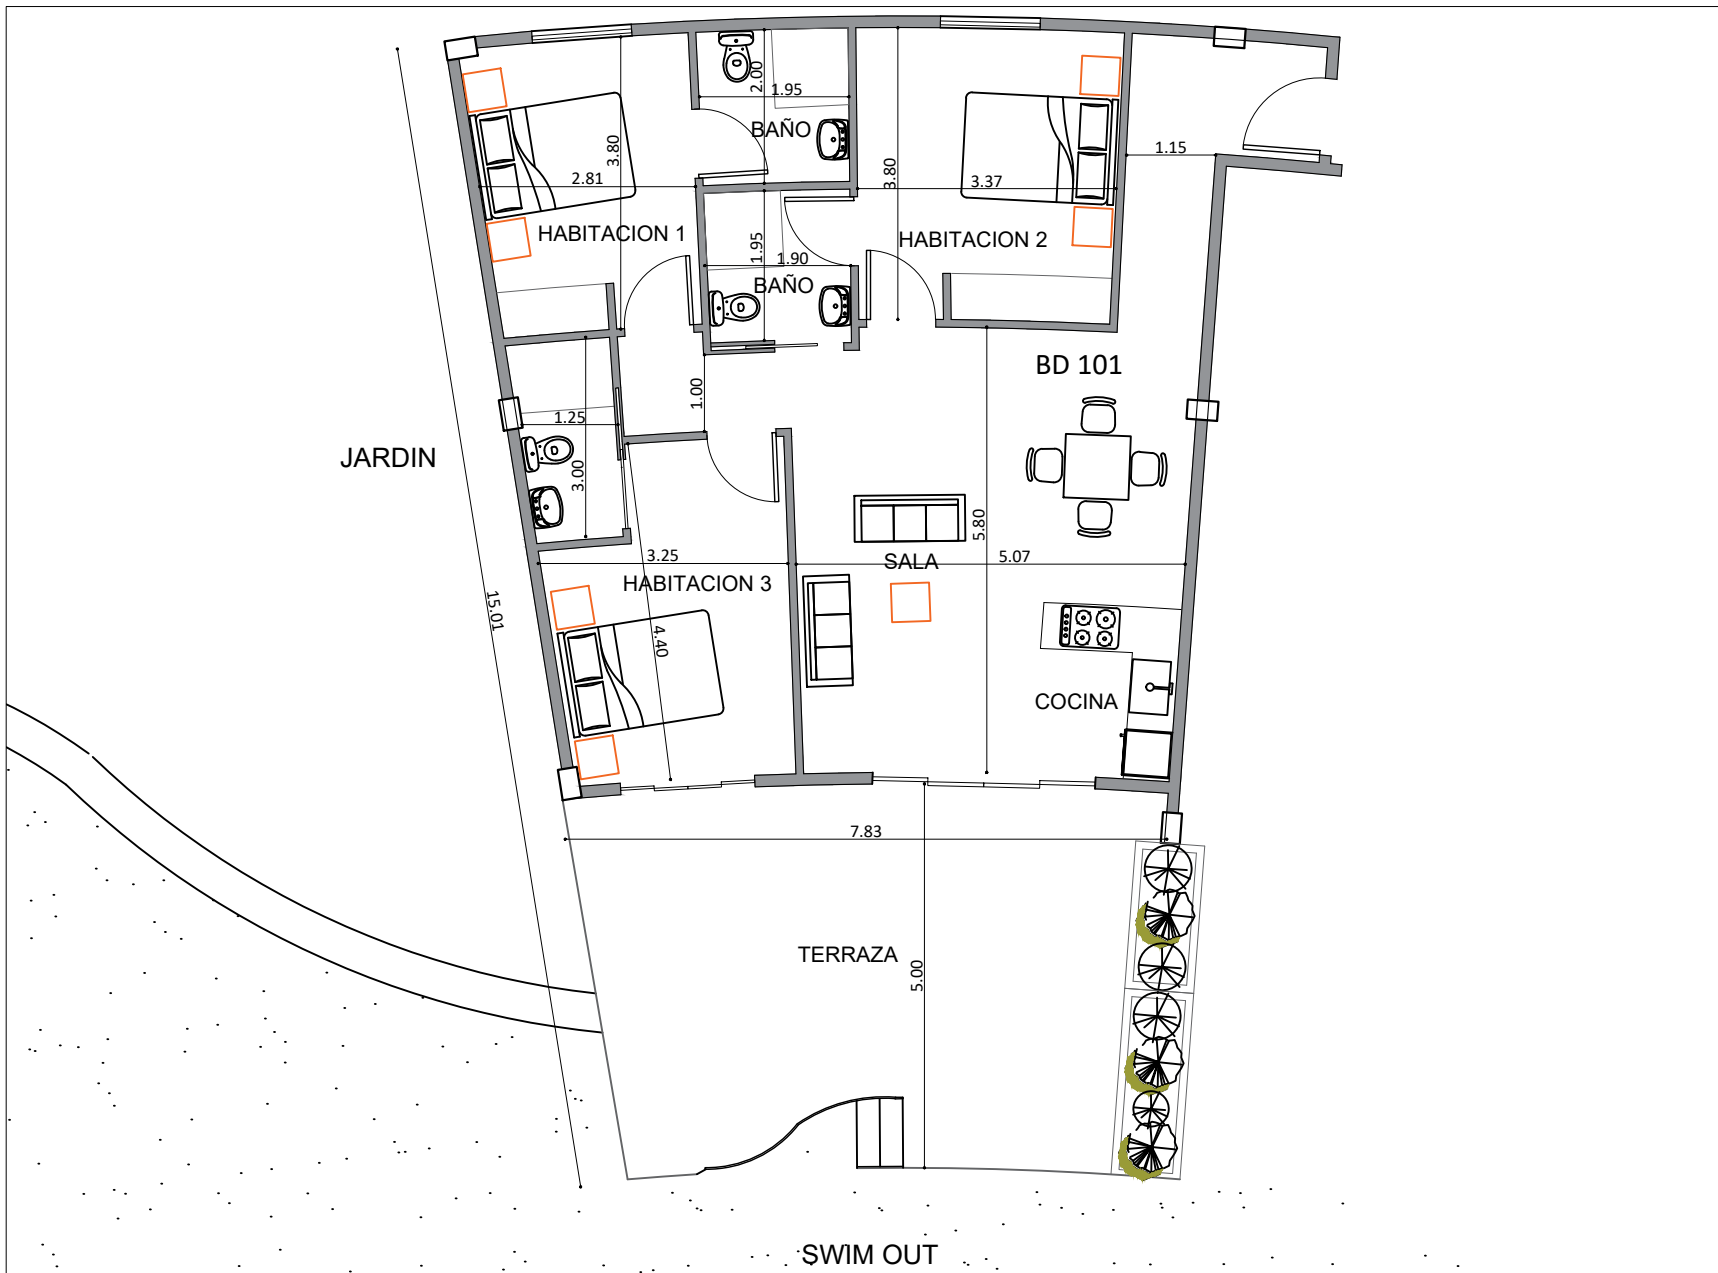 2.00
1.95
BAÑO
3.80
3.80
1.15
2.81
3.37
HABITACION 1
1.95
1.90
HABITACION 2
BAÑO
BD 101
1.00
1.25
JARDIN
3.00
5.80
3.25
SALA
5.07
HABITACION 3
15.01
4.40
COCINA
7.83
TERRAZA
5.00
SWIM OUT